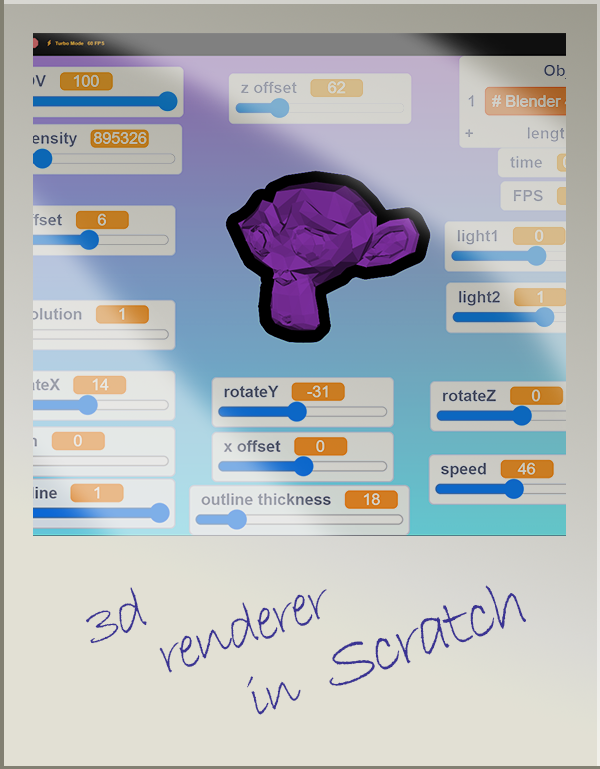 Turbo Mode 60 FPS
OV 100
z offset 62
Obj
1 # Blender
+ lengt
ensity 895326
time
FPS
ffset 6
light1 0
olution 1
light2 1
teX 14
rotateY -31
rotateZ 0
0
x offset 0
speed 46
line 1
outline thickness 18
3d
renderer
in Scratch